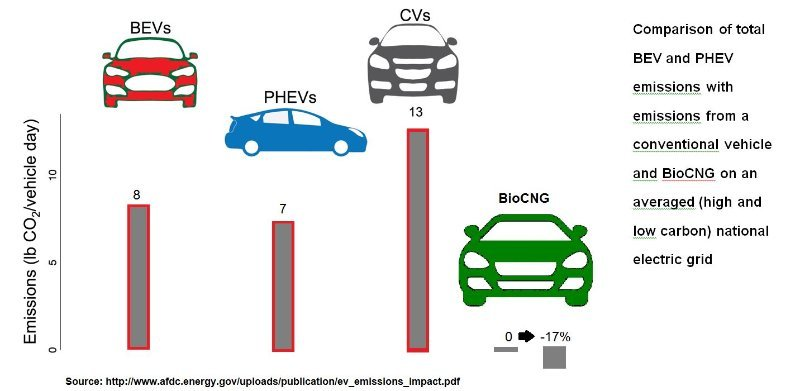 BEVs
PHEVs
CVs
13
8
7
BioCNG
0
-17%
Emissions (lb CO₂/vehicle day)
10
5
0
Comparison of total
BEV and PHEV
emissions with
emissions from a
conventional vehicle
and BioCNG on an
averaged (high and
low carbon) national
electric grid
Source: http://www.afdc.energy.gov/uploads/publication/ev_emissions_impact.pdf